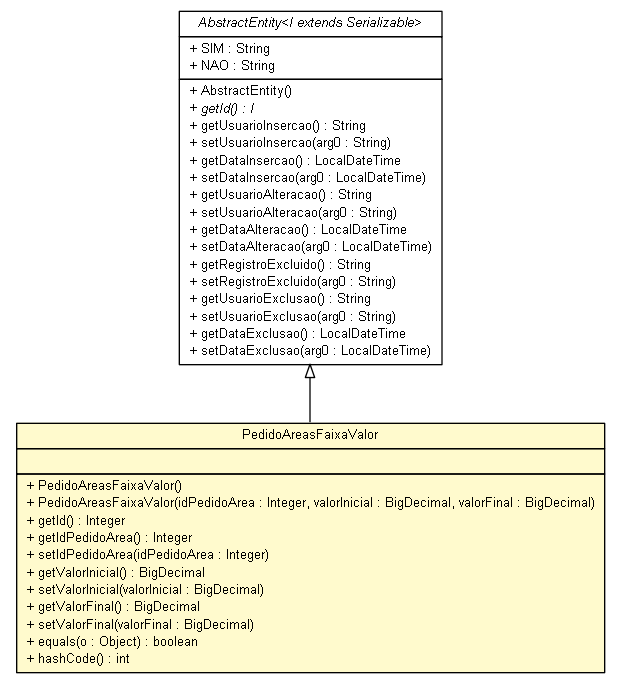 AbstractEntity<I extends Serializable>
+ SIM : String
+ NAO : String
+ AbstractEntity()
+ getId() : I
+ getUsuarioInsercao() : String
+ setUsuarioInsercao(arg0 : String)
+ getDataInsercao() : LocalDateTime
+ setDataInsercao(arg0 : LocalDateTime)
+ getUsuarioAlteracao() : String
+ setUsuarioAlteracao(arg0 : String)
+ getDataAlteracao() : LocalDateTime
+ setDataAlteracao(arg0 : LocalDateTime)
+ getRegistroExcluido() : String
+ setRegistroExcluido(arg0 : String)
+ getUsuarioExclusao() : String
+ setUsuarioExclusao(arg0 : String)
+ getDataExclusao() : LocalDateTime
+ setDataExclusao(arg0 : LocalDateTime)
PedidoAreasFaixaValor
+ PedidoAreasFaixaValor()
+ PedidoAreasFaixaValor(idPedidoArea : Integer, valorInicial : BigDecimal, valorFinal : BigDecimal)
+ getId() : Integer
+ getIdPedidoArea() : Integer
+ setIdPedidoArea(idPedidoArea : Integer)
+ getValorInicial() : BigDecimal
+ setValorInicial(valorInicial : BigDecimal)
+ getValorFinal() : BigDecimal
+ setValorFinal(valorFinal : BigDecimal)
+ equals(o : Object) : boolean
+ hashCode() : int